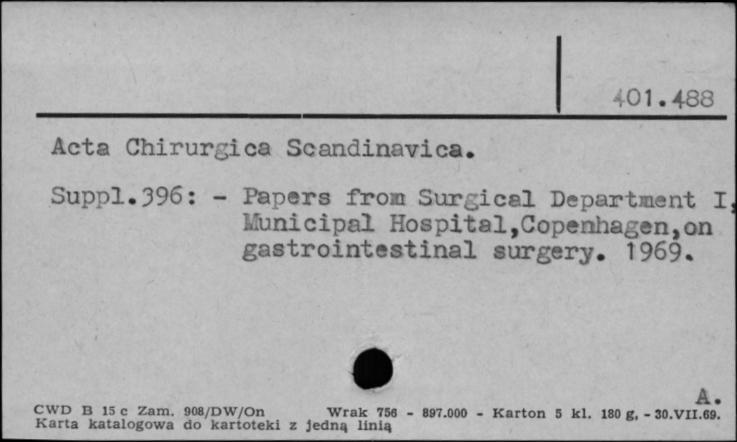 401.488
Acta Chirurgica Scandinavica.
Suppl.396: - Papers from Surgical Department I,
Municipal Hospital,Copenhagen,on
gastrointestinal surgery. 1969.
A.
CWD B 15 c Zam. 908/DW/On Wrak 756 - 897.000 - Karton 5 kl. 180 g. - 30.VII.69.
Karta katalogowa do kartoteki z jedną linią